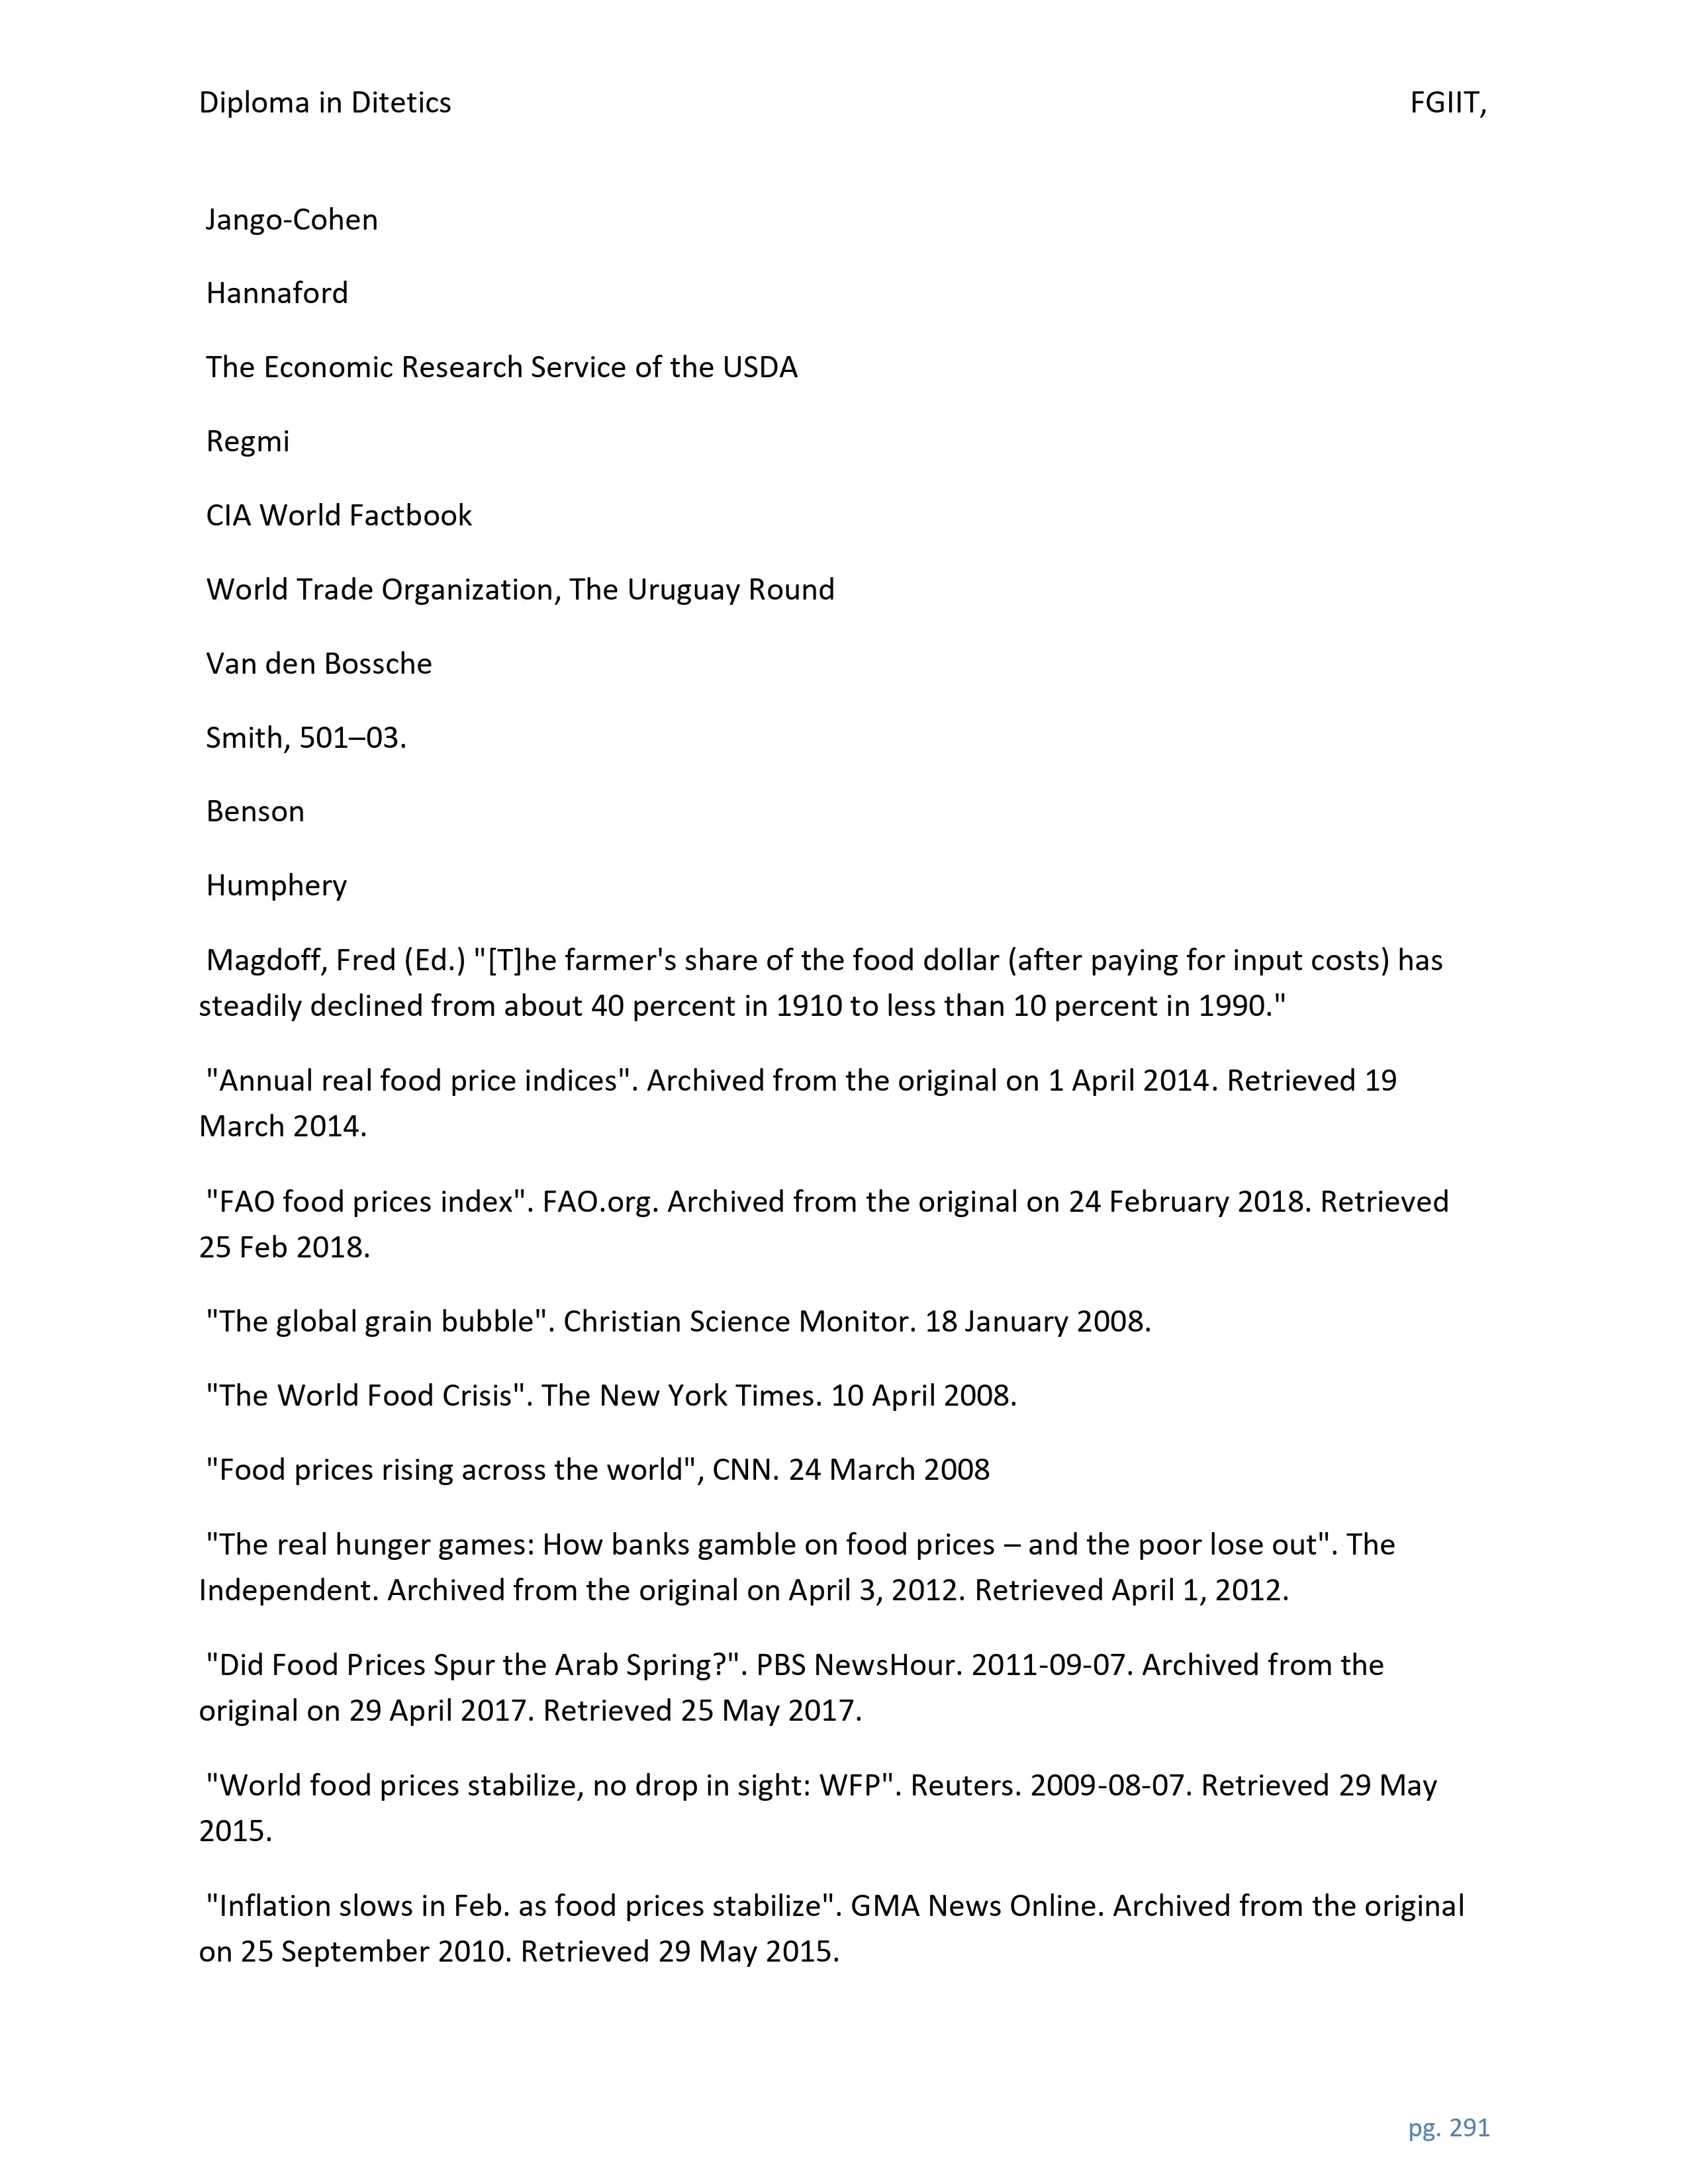 Diploma in Ditetics FGIIT,
Jango-Cohen
Hannaford
The Economic Research Service of the USDA
Regmi
CIA World Factbook
World Trade Organization, The Uruguay Round
Van den Bossche
Smith, 501–03.
Benson
Humphery
Magdoff, Fred (Ed.) "[T]he farmer's share of the food dollar (after paying for input costs) has
steadily declined from about 40 percent in 1910 to less than 10 percent in 1990."
"Annual real food price indices". Archived from the original on 1 April 2014. Retrieved 19
March 2014.
"FAO food prices index". FAO.org. Archived from the original on 24 February 2018. Retrieved
25 Feb 2018.
"The global grain bubble". Christian Science Monitor. 18 January 2008.
"The World Food Crisis". The New York Times. 10 April 2008.
"Food prices rising across the world", CNN. 24 March 2008
"The real hunger games: How banks gamble on food prices – and the poor lose out". The
Independent. Archived from the original on April 3, 2012. Retrieved April 1, 2012.
"Did Food Prices Spur the Arab Spring?". PBS NewsHour. 2011-09-07. Archived from the
original on 29 April 2017. Retrieved 25 May 2017.
"World food prices stabilize, no drop in sight: WFP". Reuters. 2009-08-07. Retrieved 29 May
2015.
"Inflation slows in Feb. as food prices stabilize". GMA News Online. Archived from the original
on 25 September 2010. Retrieved 29 May 2015.
pg. 291